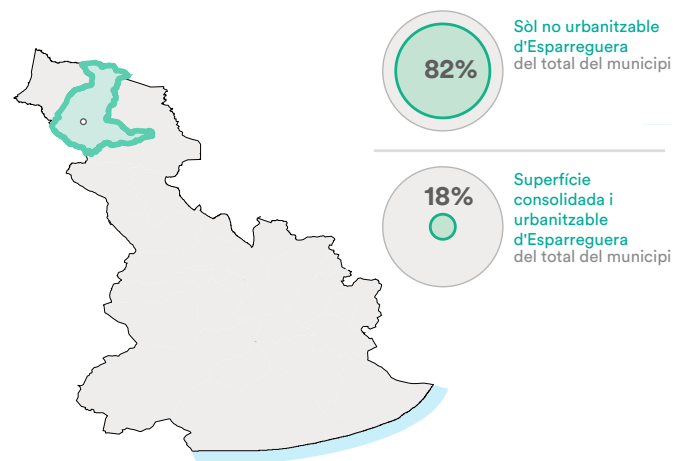 82%
Sòl no urbanitzable
d'Esparreguera
del total del municipi
18%
Superfície
consolidada i
urbanitzable
d'Esparreguera
del total del municipi